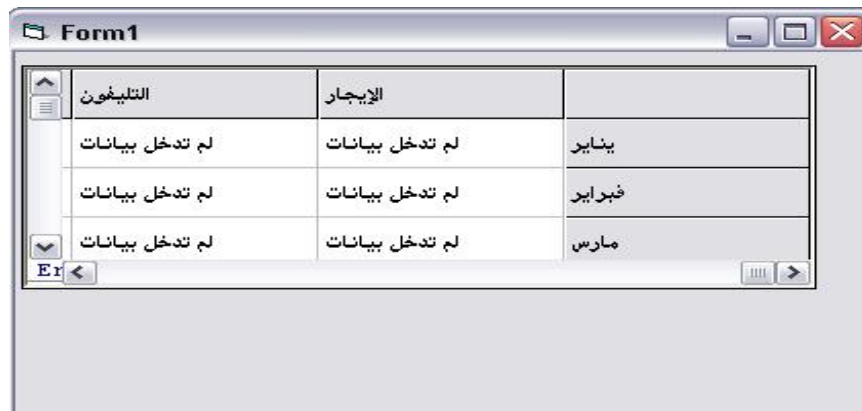 Form1
الإيجار التليفون
يناير لم تدخل بيانات لم تدخل بيانات
فبراير لم تدخل بيانات لم تدخل بيانات
مارس لم تدخل بيانات لم تدخل بيانات
Er